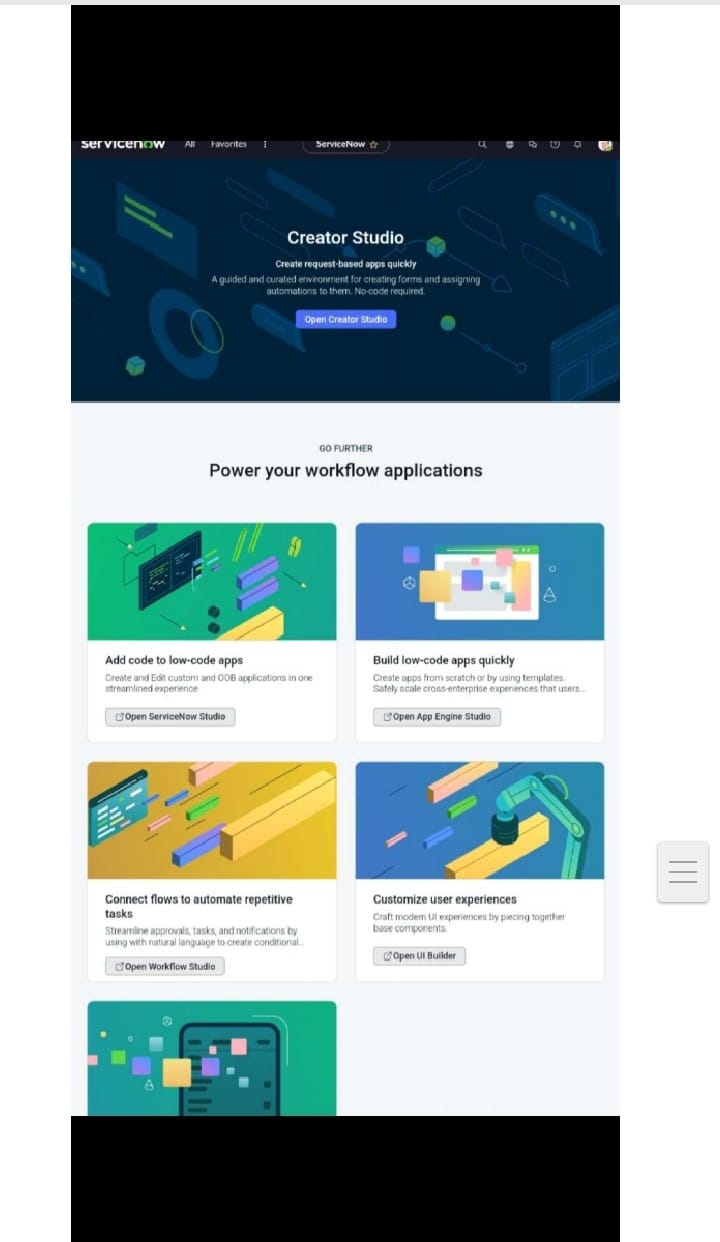 servicenow All Favorites ServiceNow
Creator Studio
Create request-based apps quickly
A guided and curated environment for creating forms and assigning
automations to them. No-code required.
Open Creator Studio
GO FURTHER
Power your workflow applications
Add code to low-code apps
Create and Edit custom and OOB applications in one
streamlined experience
Open ServiceNow Studio
Build low-code apps quickly
Create apps from scratch or by using templates.
Safely scale cross-enterprise experiences that users...
Open App Engine Studio
Connect flows to automate repetitive
tasks
Streamline approvals, tasks, and notifications by
using with natural language to create conditional...
Open Workflow Studio
Customize user experiences
Craft modern UI experiences by piecing together
base components.
Open UI Builder